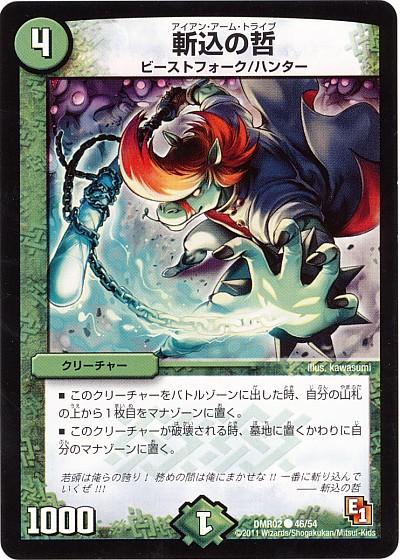 4
アイアン・アーム・トライブ
斬込の哲
ビーストフォーク/ハンター
illus. kawasumi
クリーチャー
■このクリーチャーをバトルゾーンに出した時、自分の山札
の上から1枚目をマナゾーンに置く。
■このクリーチャーが破壊される時、墓地に置くかわりに自
分のマナゾーンに置く。
若頭は俺らの誇り! 務めの間は俺にまかせな!! 一番に斬り込んで
いくぜ!!!
―― 斬込の哲
1000
1
DMR02 ● 46/54
E1
©2011 Wizards/Shogakukan/Mitsui-Kids